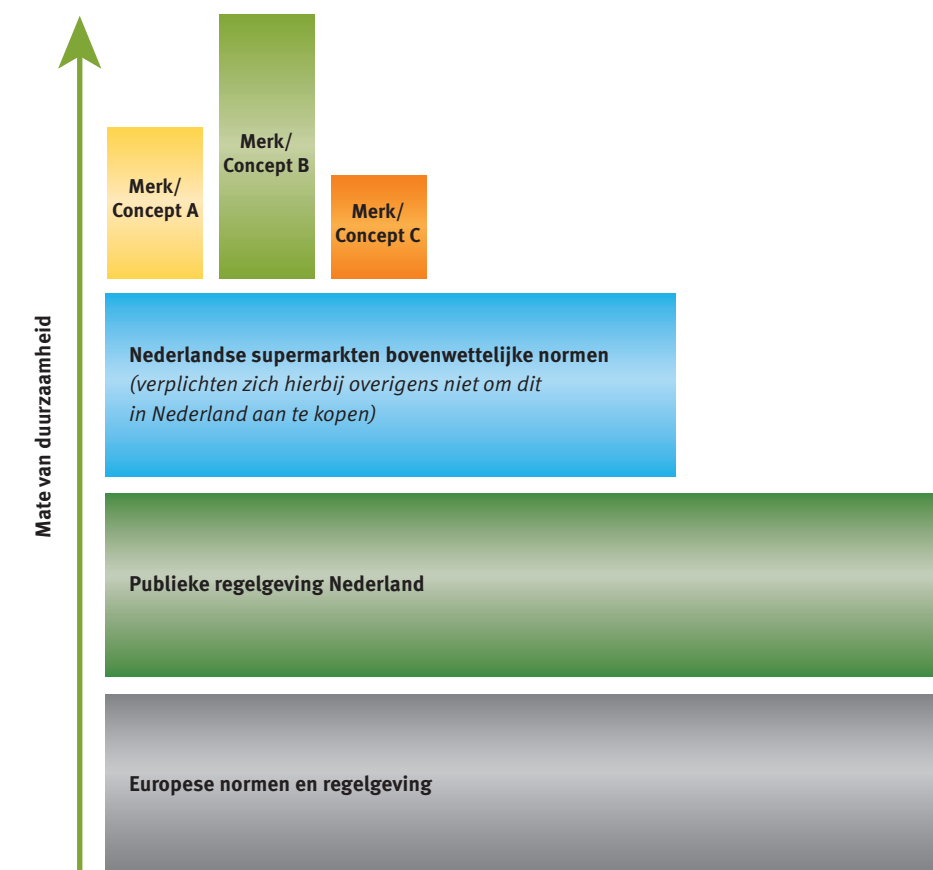 Merk/
Concept B
Merk/
Concept A
Merk/
Concept C
Mate van duurzaamheid
Nederlandse supermarkten bovenwettelijke normen
(verplichten zich hierbij overigens niet om dit
in Nederland aan te kopen)
Publieke regelgeving Nederland
Europese normen en regelgeving